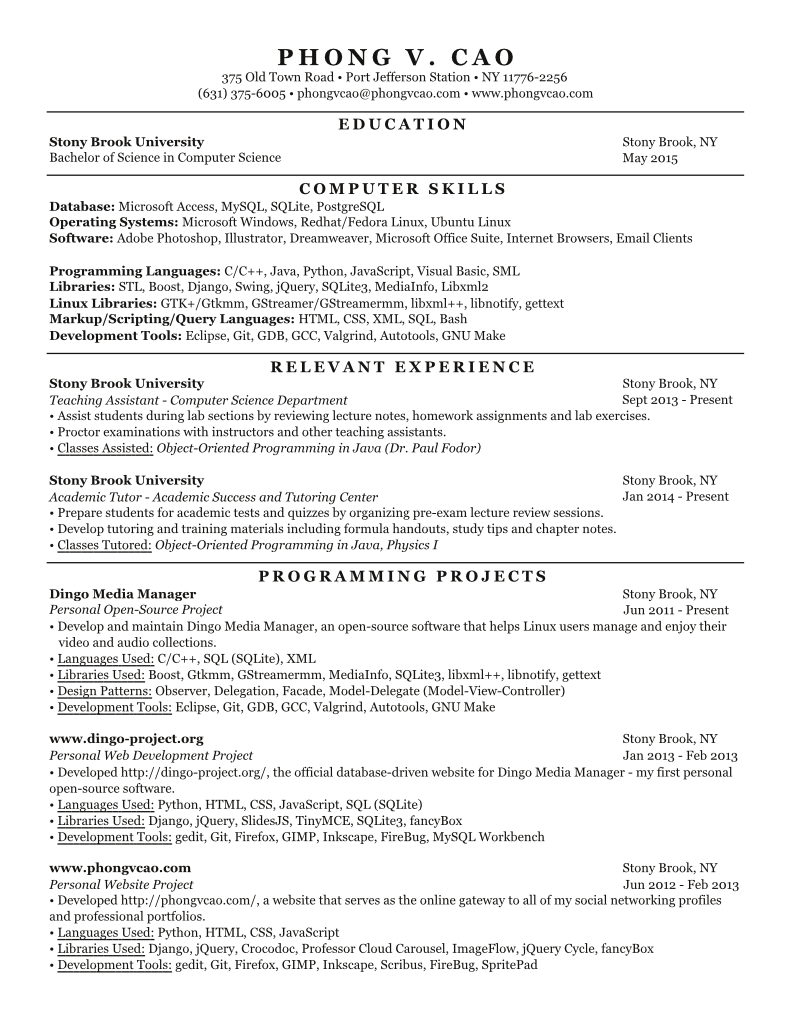 PHONG V. CAO
375 Old Town Road • Port Jefferson Station • NY 11776-2256
(631) 375-6005 • phongvcao@phongvcao.com • www.phongvcao.com
EDUCATION
Stony Brook University Stony Brook, NY
Bachelor of Science in Computer Science May 2015
COMPUTER SKILLS
Database: Microsoft Access, MySQL, SQLite, PostgreSQL
Operating Systems: Microsoft Windows, Redhat/Fedora Linux, Ubuntu Linux
Software: Adobe Photoshop, Illustrator, Dreamweaver, Microsoft Office Suite, Internet Browsers, Email Clients
Programming Languages: C/C++, Java, Python, JavaScript, Visual Basic, SML
Libraries: STL, Boost, Django, Swing, jQuery, SQLite3, MediaInfo, Libxml2
Linux Libraries: GTK+/Gtkmm, GStreamer/GStreamermm, libxml++, libnotify, gettext
Markup/Scripting/Query Languages: HTML, CSS, XML, SQL, Bash
Development Tools: Eclipse, Git, GDB, GCC, Valgrind, Autotools, GNU Make
RELEVANT EXPERIENCE
Stony Brook University Stony Brook, NY
Teaching Assistant - Computer Science Department Sept 2013 - Present
• Assist students during lab sections by reviewing lecture notes, homework assignments and lab exercises.
• Proctor examinations with instructors and other teaching assistants.
• Classes Assisted: Object-Oriented Programming in Java (Dr. Paul Fodor)
Stony Brook University Stony Brook, NY
Academic Tutor - Academic Success and Tutoring Center Jan 2014 - Present
• Prepare students for academic tests and quizzes by organizing pre-exam lecture review sessions.
• Develop tutoring and training materials including formula handouts, study tips and chapter notes.
• Classes Tutored: Object-Oriented Programming in Java, Physics I
PROGRAMMING PROJECTS
Dingo Media Manager Stony Brook, NY
Personal Open-Source Project Jun 2011 - Present
• Develop and maintain Dingo Media Manager, an open-source software that helps Linux users manage and enjoy their
video and audio collections.
• Languages Used: C/C++, SQL (SQLite), XML
• Libraries Used: Boost, Gtkmm, GStreamermm, MediaInfo, SQLite3, libxml++, libnotify, gettext
• Design Patterns: Observer, Delegation, Facade, Model-Delegate (Model-View-Controller)
• Development Tools: Eclipse, Git, GDB, GCC, Valgrind, Autotools, GNU Make
www.dingo-project.org Stony Brook, NY
Personal Web Development Project Jan 2013 - Feb 2013
• Developed http://dingo-project.org/, the official database-driven website for Dingo Media Manager - my first personal
open-source software.
• Languages Used: Python, HTML, CSS, JavaScript, SQL (SQLite)
• Libraries Used: Django, jQuery, SlidesJS, TinyMCE, SQLite3, fancyBox
• Development Tools: gedit, Git, Firefox, GIMP, Inkscape, FireBug, MySQL Workbench
www.phongvcao.com Stony Brook, NY
Personal Website Project Jun 2012 - Feb 2013
• Developed http://phongvcao.com/, a website that serves as the online gateway to all of my social networking profiles
and professional portfolios.
• Languages Used: Python, HTML, CSS, JavaScript
• Libraries Used: Django, jQuery, Crocodoc, Professor Cloud Carousel, ImageFlow, jQuery Cycle, fancyBox
• Development Tools: gedit, Git, Firefox, GIMP, Inkscape, Scribus, FireBug, SpritePad